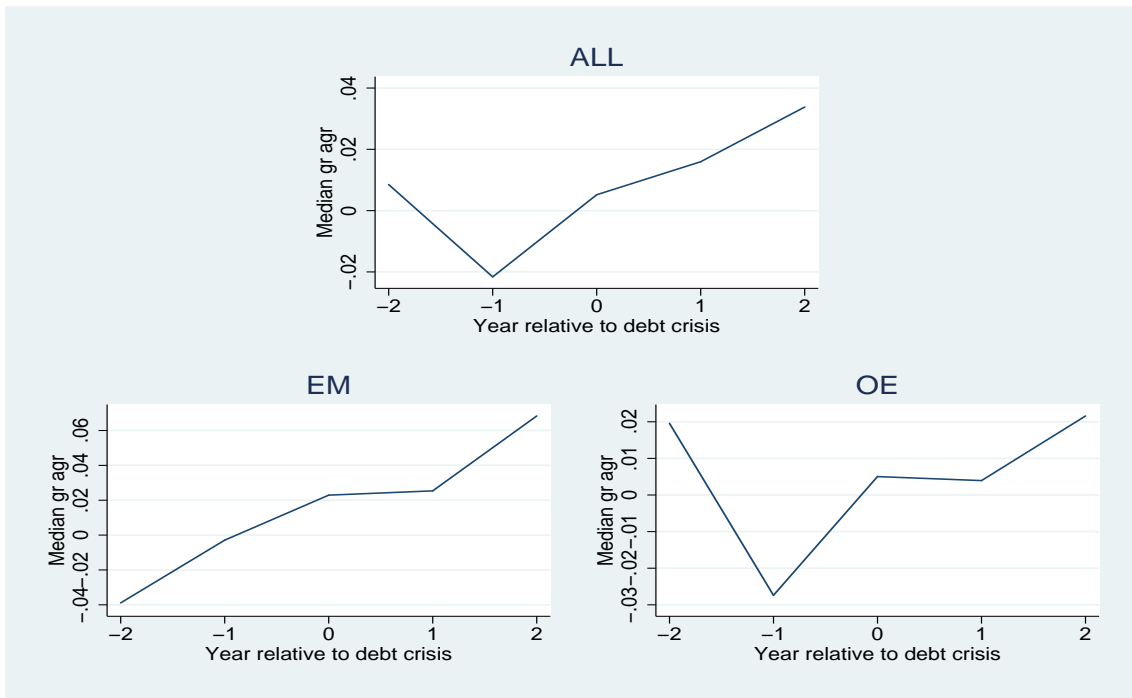 ALL
Median gr agr
.04
.02
0
−.02
−2 −1 0 1 2
Year relative to debt crisis
EM
Median gr agr
.06
.04
.02
0
−.02
−.04
−2 −1 0 1 2
Year relative to debt crisis
OE
Median gr agr
.02
.01
0
−.01
−.02
−.03
−2 −1 0 1 2
Year relative to debt crisis